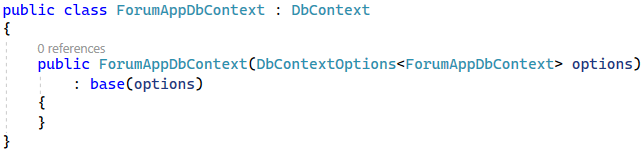 public class ForumAppDbContext : DbContext
{
0 references
public ForumAppDbContext(DbContextOptions<ForumAppDbContext> options)
: base(options)
{
}
}